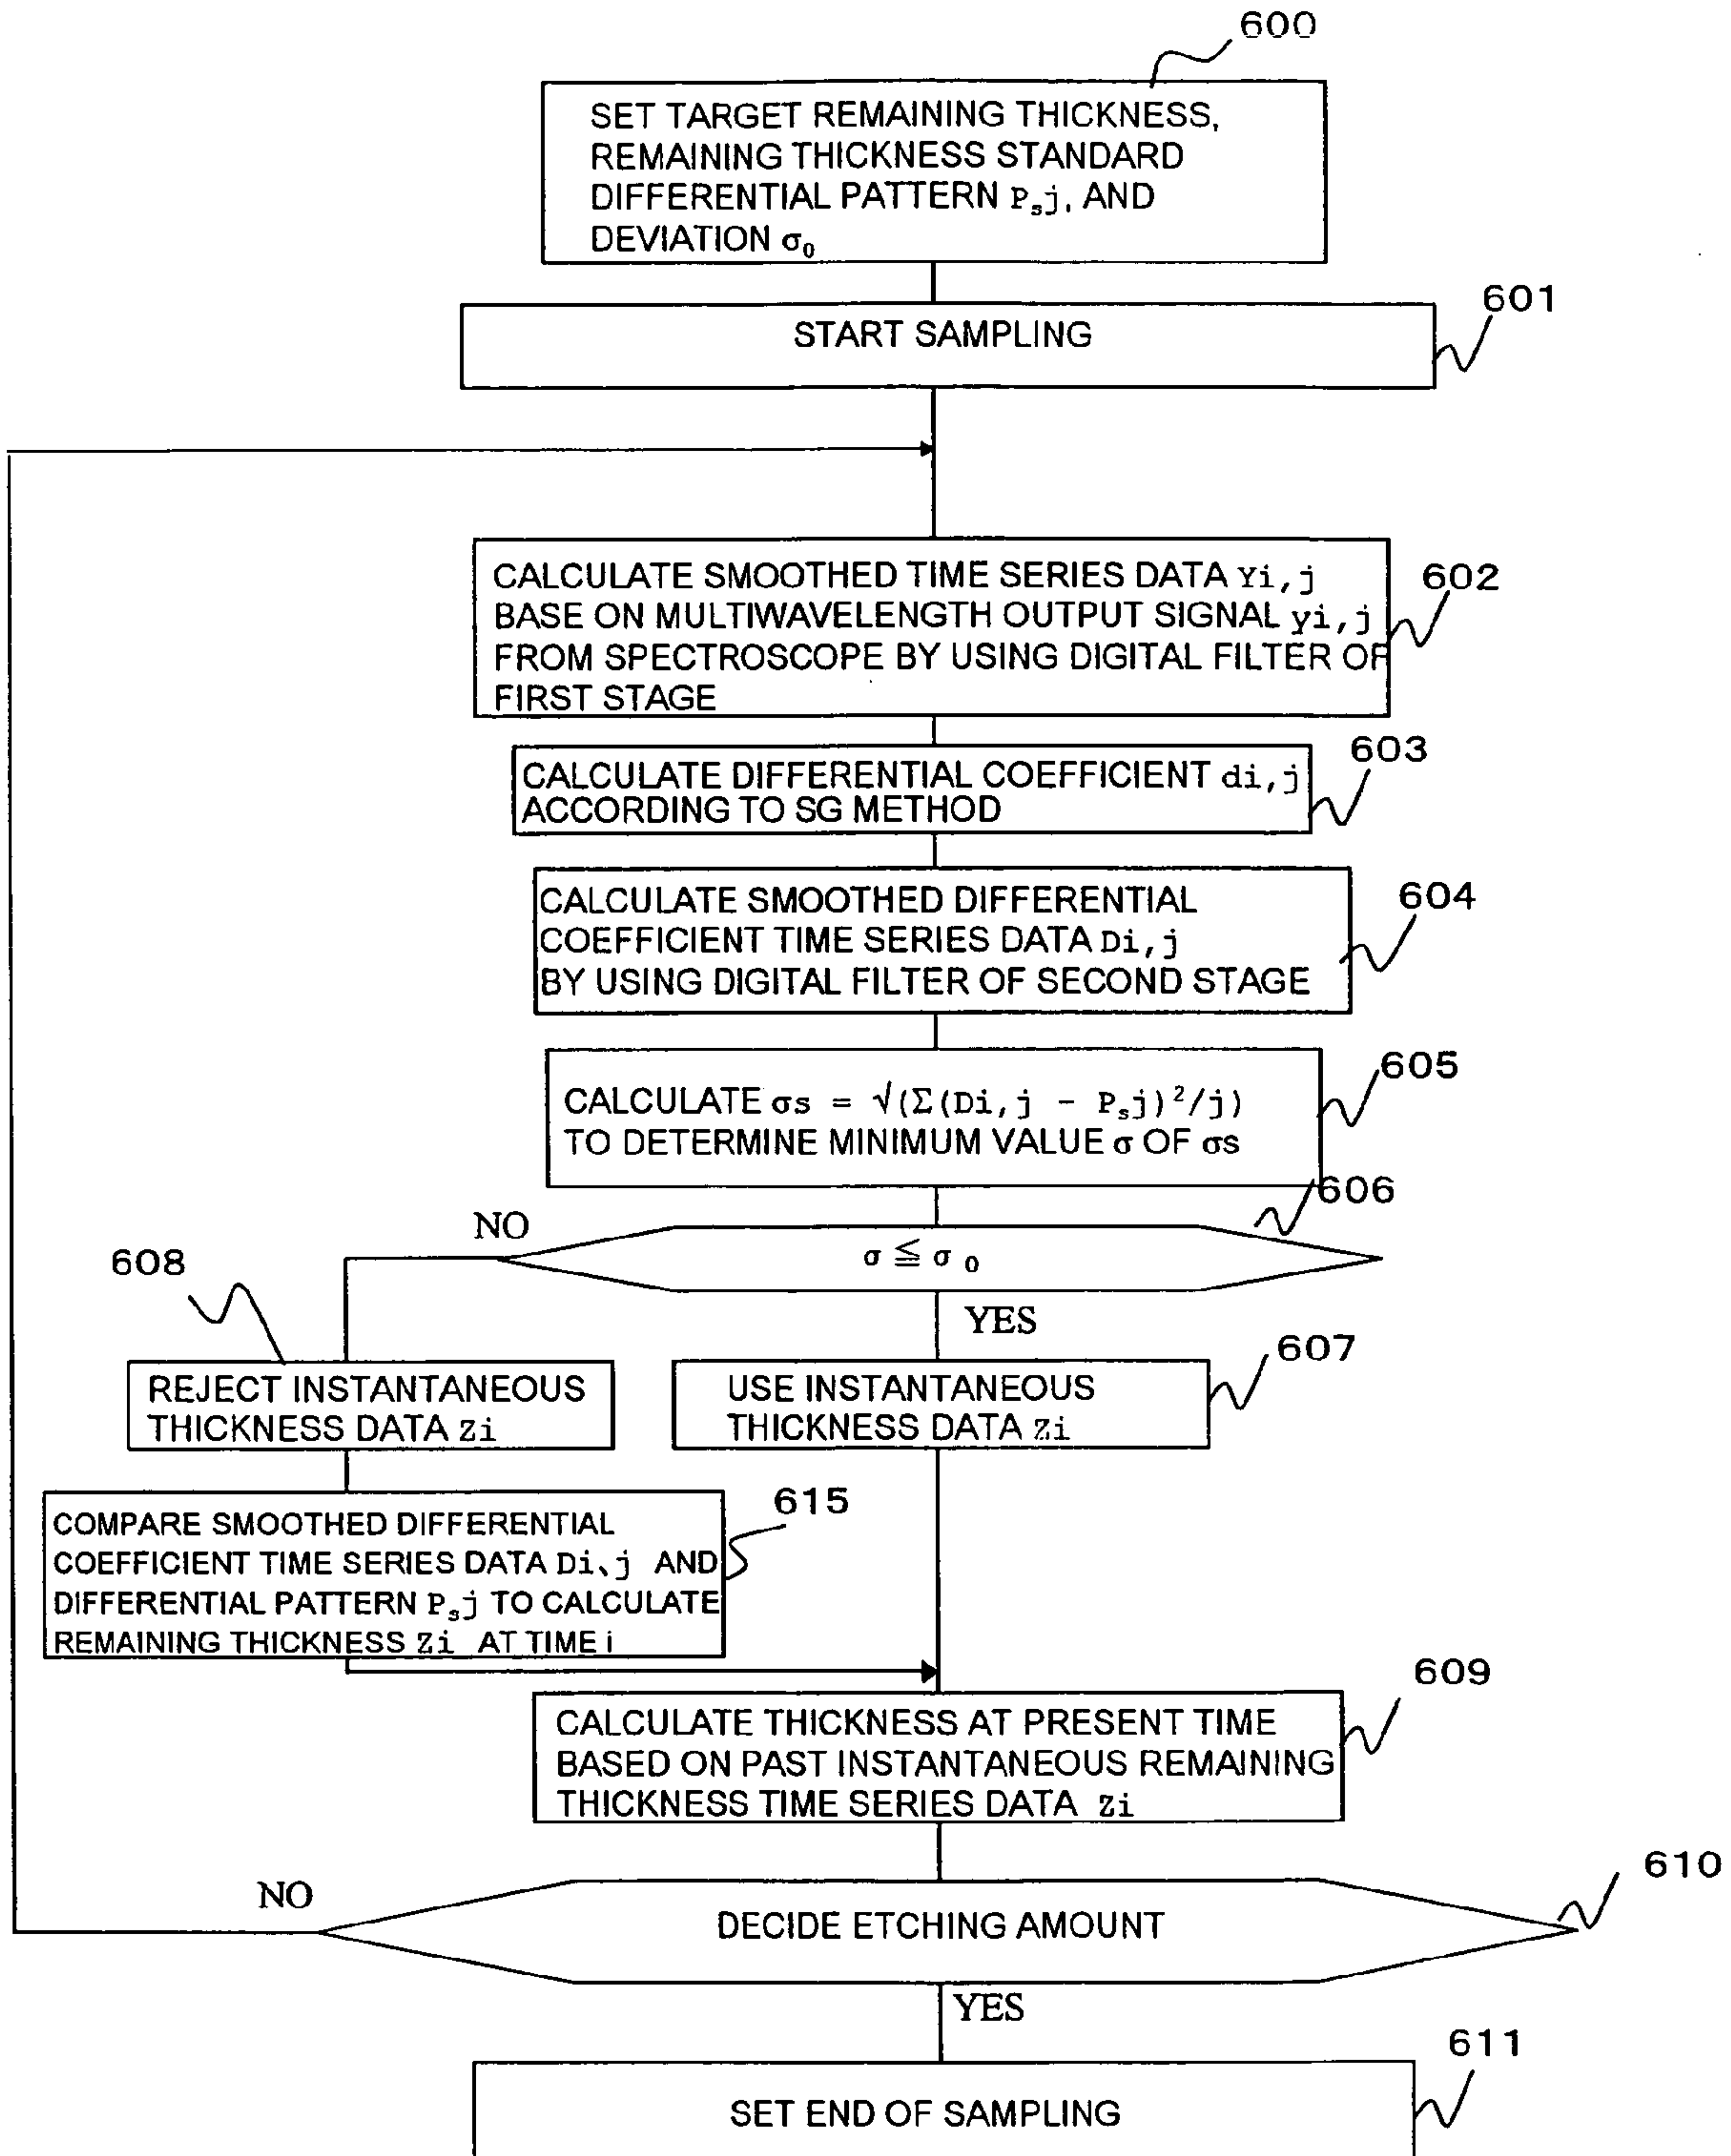 600
SET TARGET REMAINING THICKNESS,
REMAINING THICKNESS STANDARD
DIFFERENTIAL PATTERN Psj, AND
DEVIATION σ0
601
START SAMPLING
602
CALCULATE SMOOTHED TIME SERIES DATA Yi,j
BASE ON MULTIWAVELENGTH OUTPUT SIGNAL yi,j
FROM SPECTROSCOPE BY USING DIGITAL FILTER OF
FIRST STAGE
603
CALCULATE DIFFERENTIAL COEFFICIENT di,j
ACCORDING TO SG METHOD
604
CALCULATE SMOOTHED DIFFERENTIAL
COEFFICIENT TIME SERIES DATA Di,j
BY USING DIGITAL FILTER OF SECOND STAGE
605
CALCULATE σs = √(Σ(Di,j - Psj)²/j)
TO DETERMINE MINIMUM VALUE σ OF σs
606
NO
σ ≦ σ 0
YES
608
REJECT INSTANTANEOUS
THICKNESS DATA Zi
607
USE INSTANTANEOUS
THICKNESS DATA Zi
615
COMPARE SMOOTHED DIFFERENTIAL
COEFFICIENT TIME SERIES DATA Di、j AND
DIFFERENTIAL PATTERN Psj TO CALCULATE
REMAINING THICKNESS Zi AT TIME i
609
CALCULATE THICKNESS AT PRESENT TIME
BASED ON PAST INSTANTANEOUS REMAINING
THICKNESS TIME SERIES DATA Zi
610
NO
DECIDE ETCHING AMOUNT
YES
611
SET END OF SAMPLING